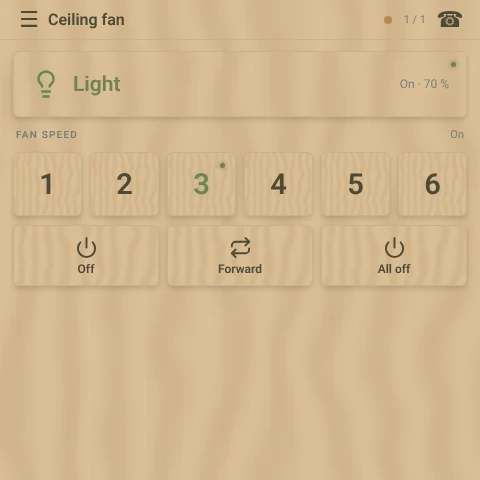 Ceiling fan
1 / 1
Light
On · 70 %
FAN SPEED
On
1 2 3 4 5 6
Off
Forward
All off